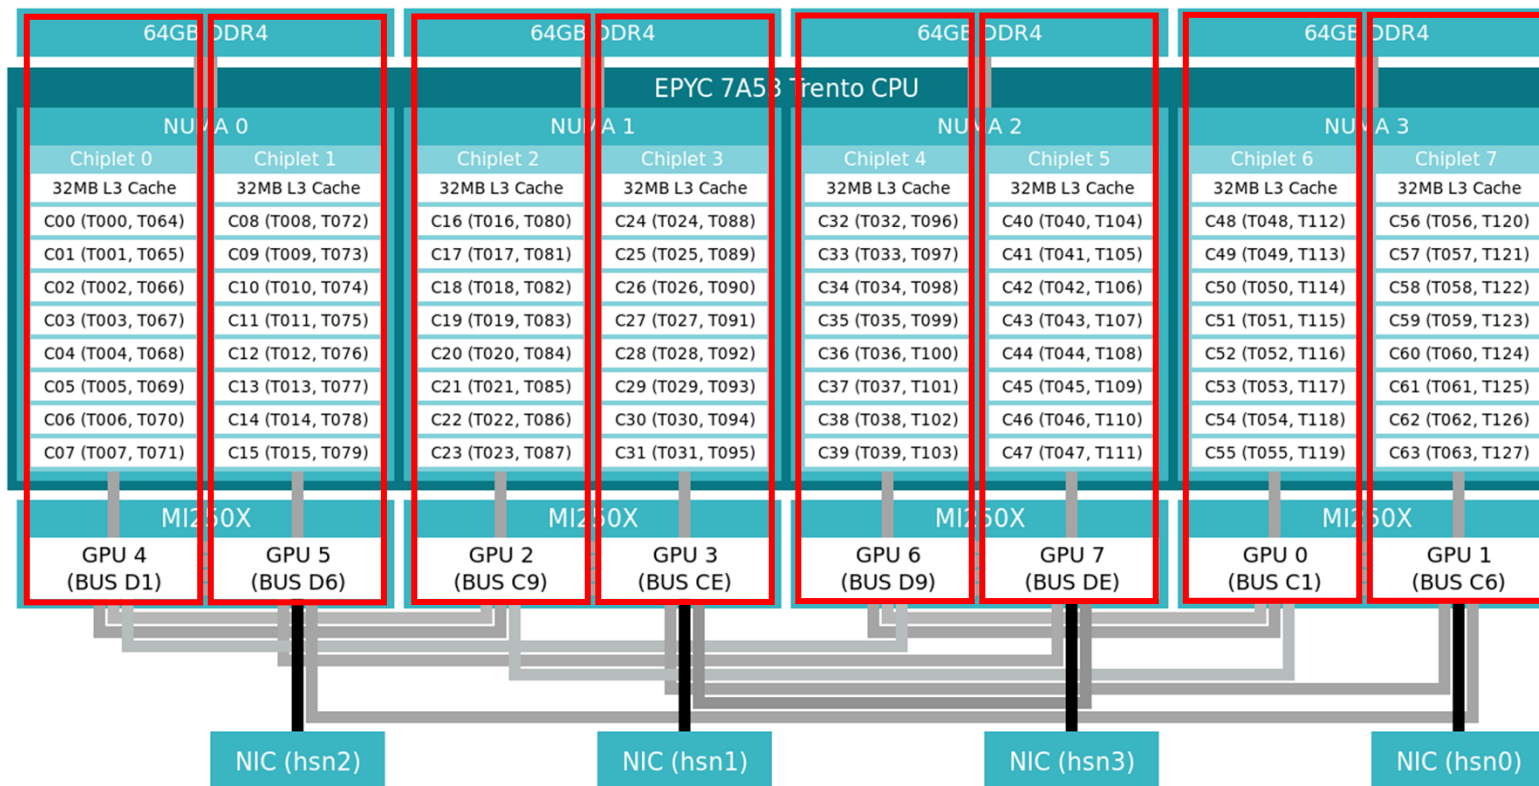 64GB DDR4 64GB DDR4 64GB DDR4 64GB DDR4
EPYC 7A53 Trento CPU
NUMA 0 NUMA 1 NUMA 2 NUMA 3
Chiplet 0 Chiplet 1 Chiplet 2 Chiplet 3 Chiplet 4 Chiplet 5 Chiplet 6 Chiplet 7
32MB L3 Cache 32MB L3 Cache 32MB L3 Cache 32MB L3 Cache 32MB L3 Cache 32MB L3 Cache 32MB L3 Cache 32MB L3 Cache
C00 (T000, T064) C08 (T008, T072) C16 (T016, T080) C24 (T024, T088) C32 (T032, T096) C40 (T040, T104) C48 (T048, T112) C56 (T056, T120)
C01 (T001, T065) C09 (T009, T073) C17 (T017, T081) C25 (T025, T089) C33 (T033, T097) C41 (T041, T105) C49 (T049, T113) C57 (T057, T121)
C02 (T002, T066) C10 (T010, T074) C18 (T018, T082) C26 (T026, T090) C34 (T034, T098) C42 (T042, T106) C50 (T050, T114) C58 (T058, T122)
C03 (T003, T067) C11 (T011, T075) C19 (T019, T083) C27 (T027, T091) C35 (T035, T099) C43 (T043, T107) C51 (T051, T115) C59 (T059, T123)
C04 (T004, T068) C12 (T012, T076) C20 (T020, T084) C28 (T028, T092) C36 (T036, T100) C44 (T044, T108) C52 (T052, T116) C60 (T060, T124)
C05 (T005, T069) C13 (T013, T077) C21 (T021, T085) C29 (T029, T093) C37 (T037, T101) C45 (T045, T109) C53 (T053, T117) C61 (T061, T125)
C06 (T006, T070) C14 (T014, T078) C22 (T022, T086) C30 (T030, T094) C38 (T038, T102) C46 (T046, T110) C54 (T054, T118) C62 (T062, T126)
C07 (T007, T071) C15 (T015, T079) C23 (T023, T087) C31 (T031, T095) C39 (T039, T103) C47 (T047, T111) C55 (T055, T119) C63 (T063, T127)
MI250X MI250X MI250X MI250X
GPU 4 GPU 5 GPU 2 GPU 3 GPU 6 GPU 7 GPU 0 GPU 1
(BUS D1) (BUS D6) (BUS C9) (BUS CE) (BUS D9) (BUS DE) (BUS C1) (BUS C6)
NIC (hsn2) NIC (hsn1) NIC (hsn3) NIC (hsn0)